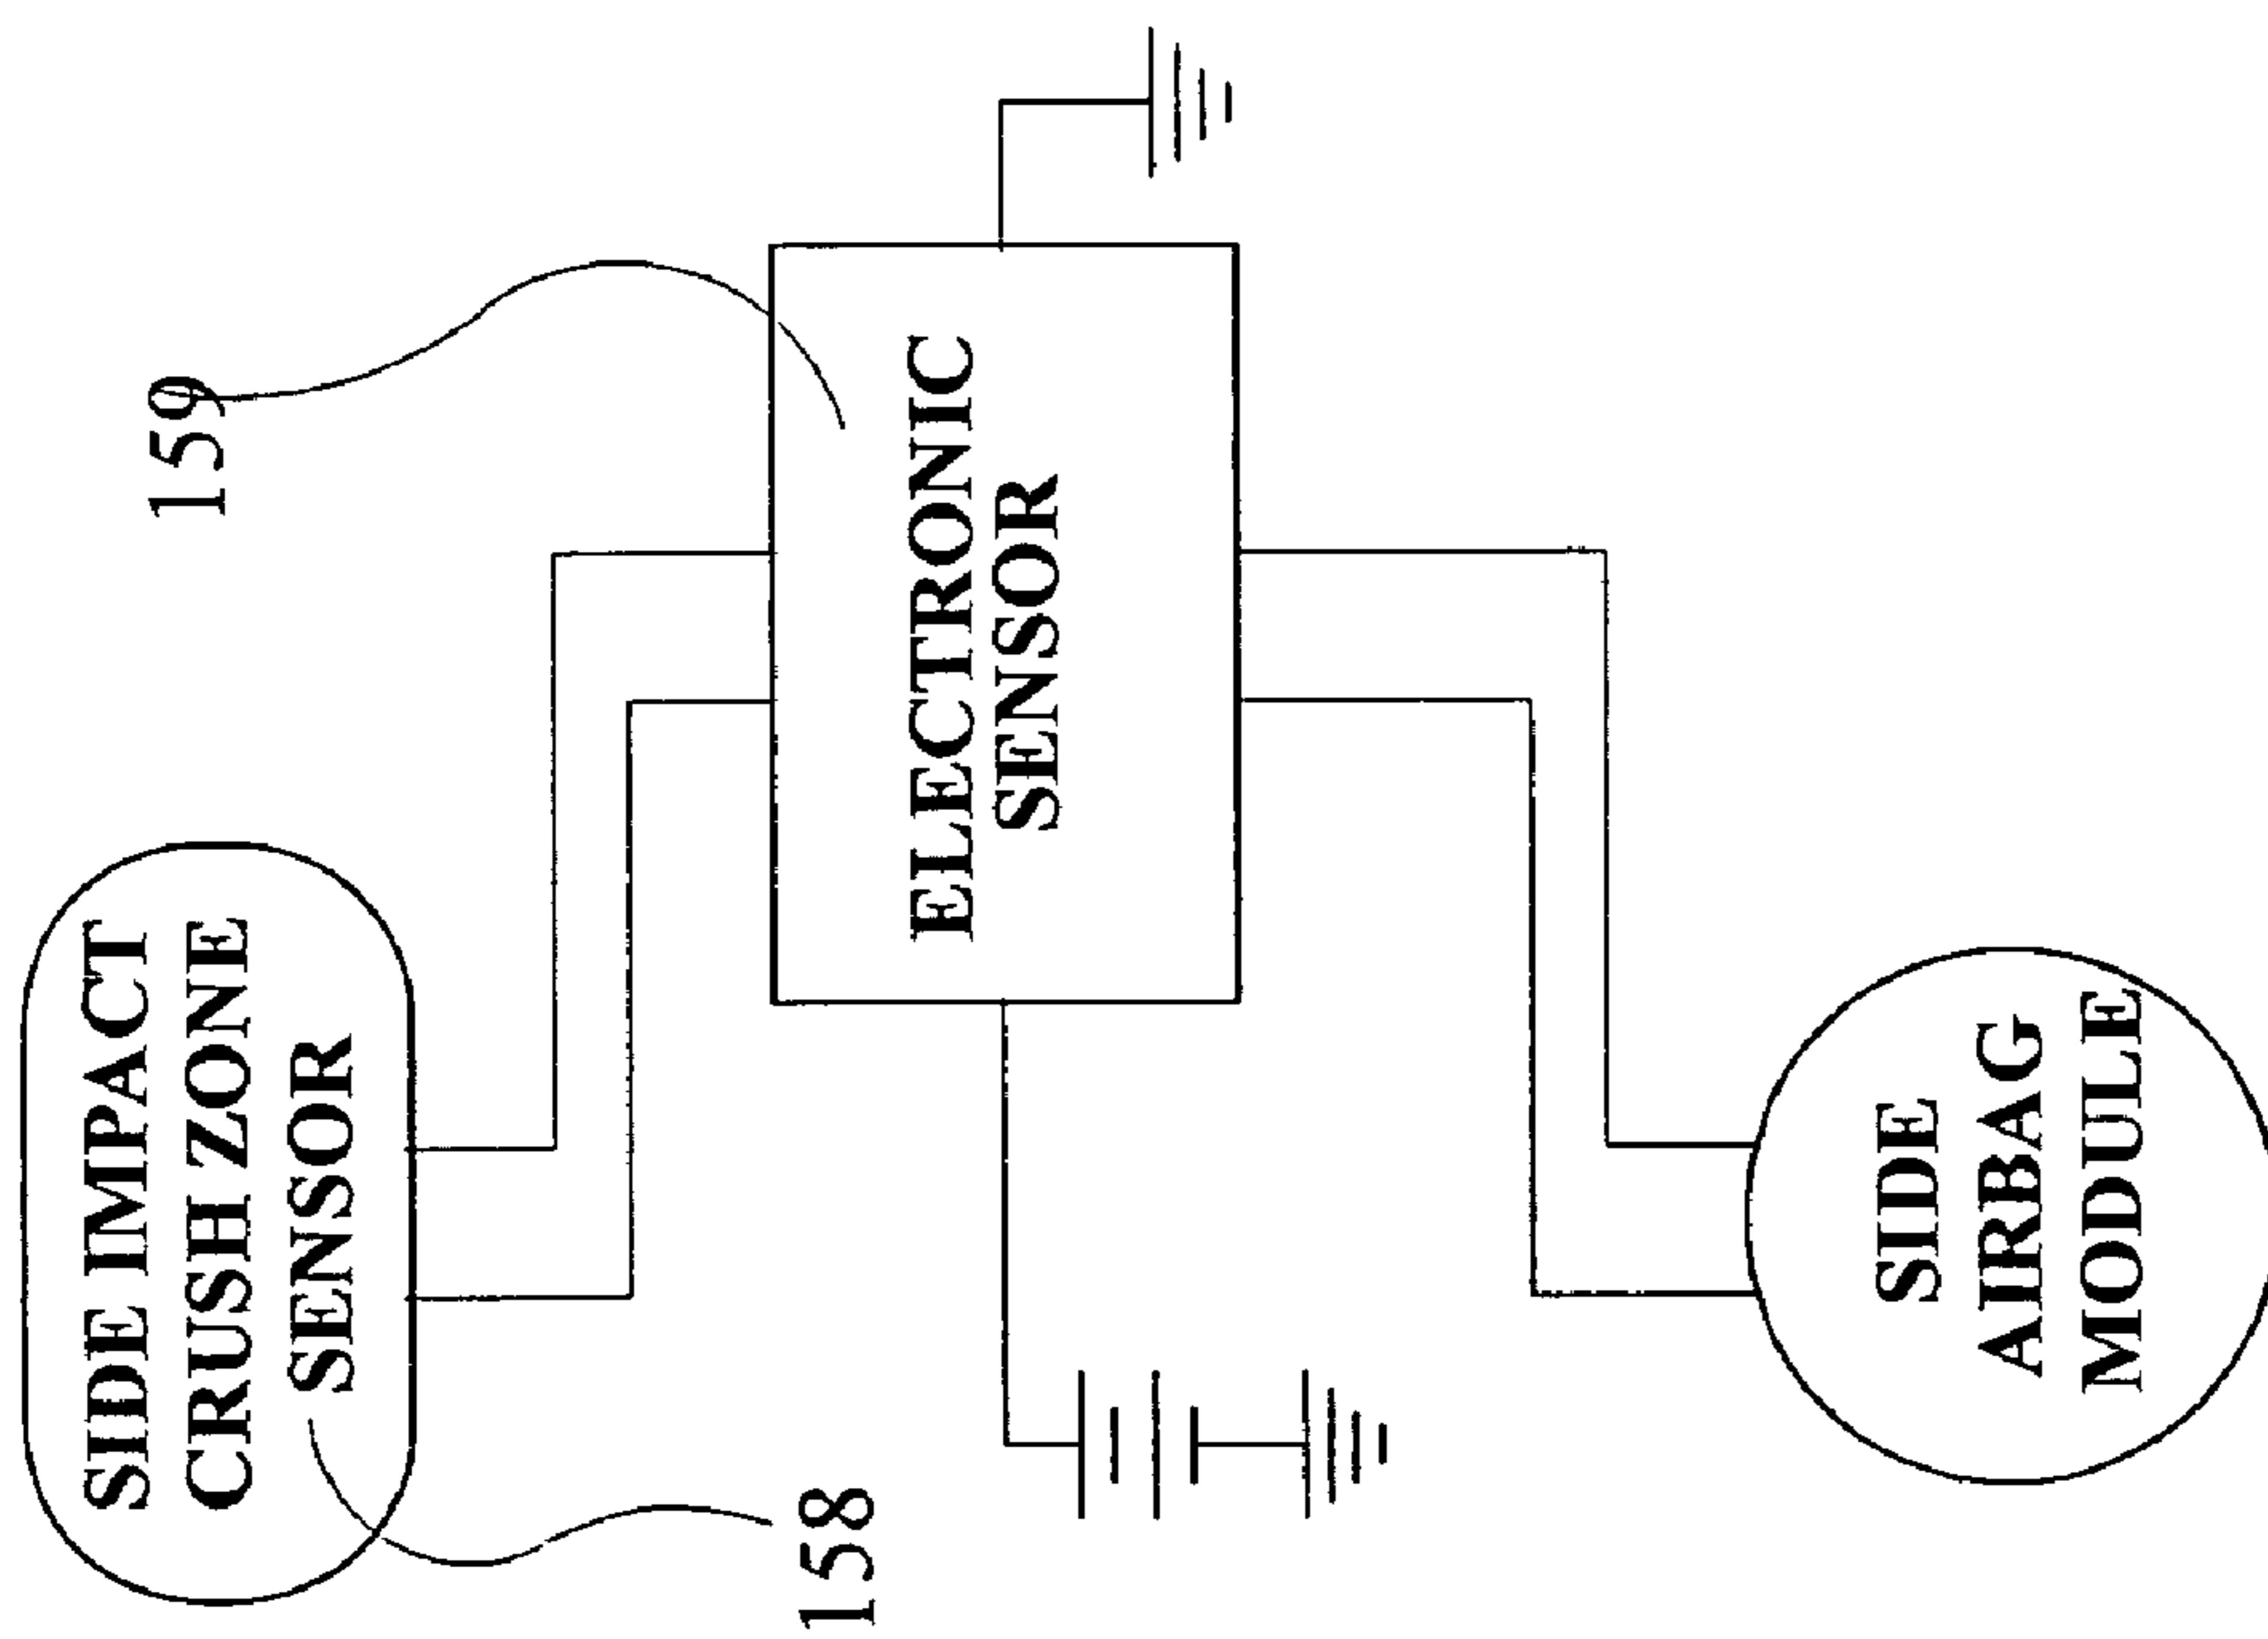 SIDE IMPACT
CRUSH ZONE
SENSOR
159
158
ELECTRONIC
SENSOR
SIDE
AIRBAG
MODULE